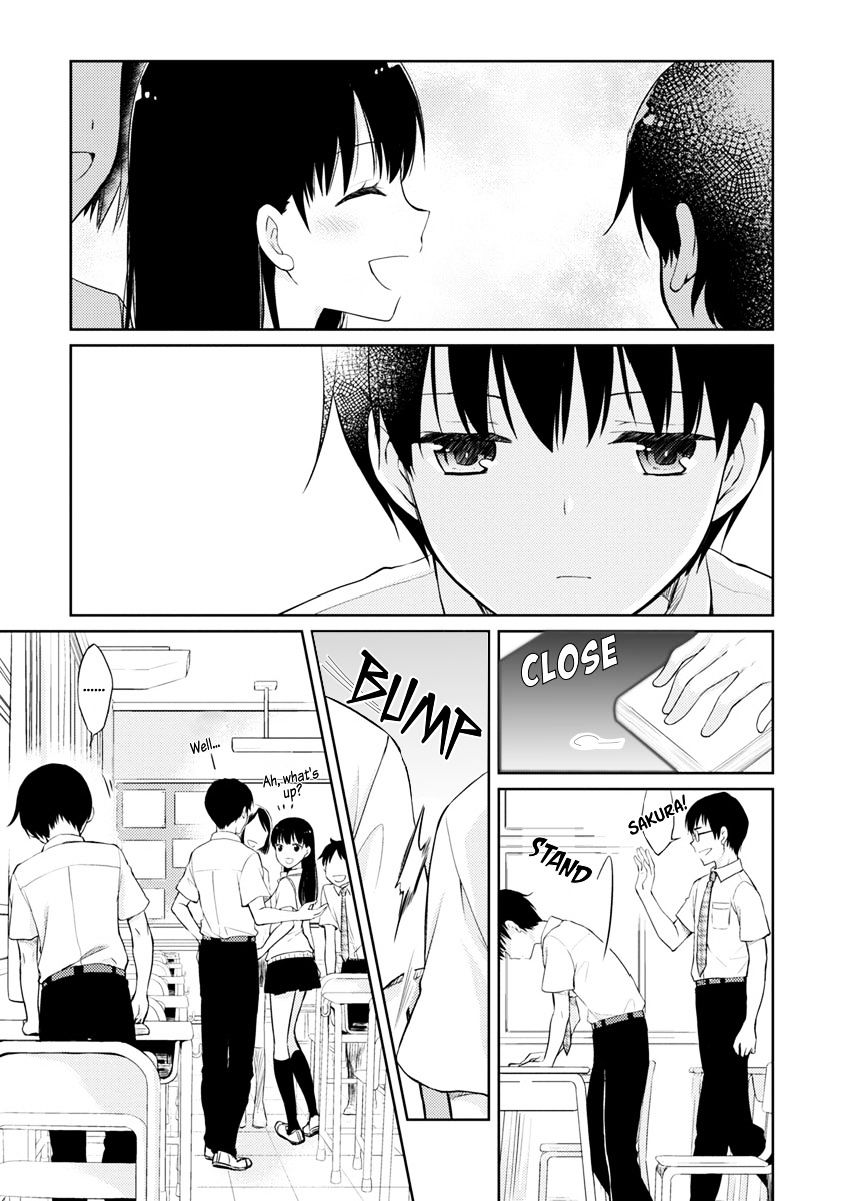 CLOSE
SAKURA!
STAND
BUMP
Well...
Ah, what's
up?
......